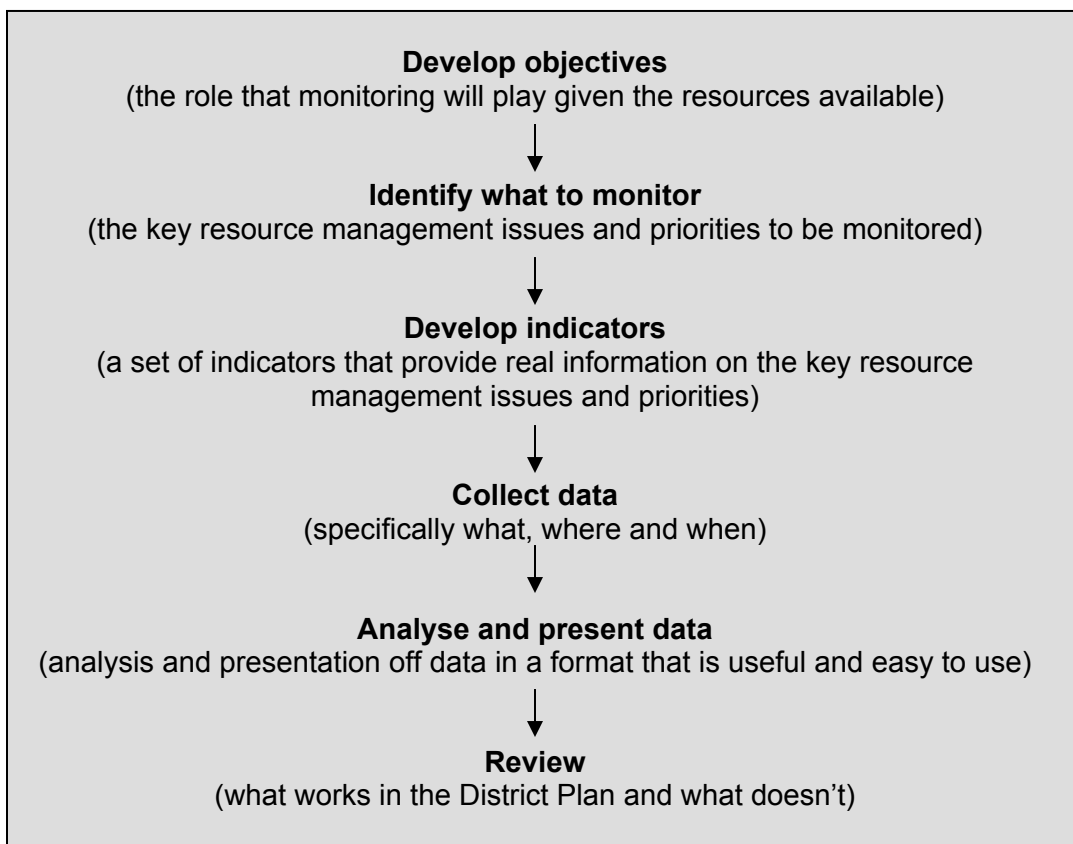 Develop objectives
(the role that monitoring will play given the resources available)
Identify what to monitor
(the key resource management issues and priorities to be monitored)
Develop indicators
(a set of indicators that provide real information on the key resource
management issues and priorities)
Collect data
(specifically what, where and when)
Analyse and present data
(analysis and presentation off data in a format that is useful and easy to use)
Review
(what works in the District Plan and what doesn’t)